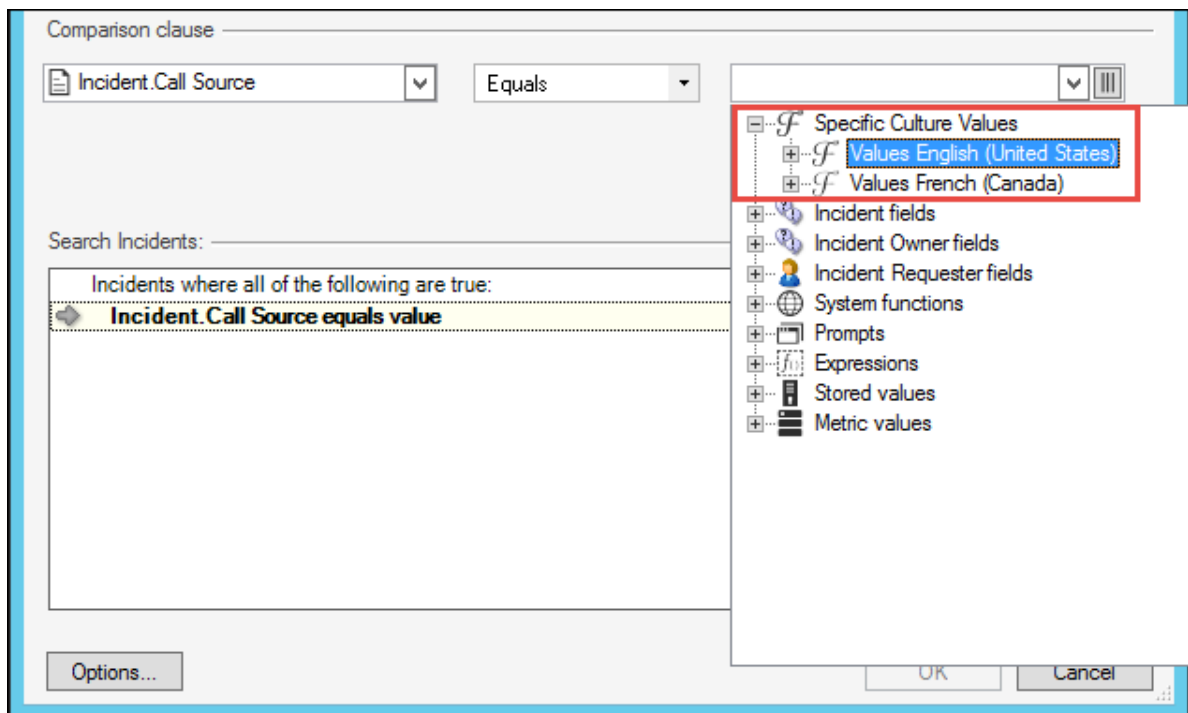 Comparison clause
Incident.Call Source
Equals
Specific Culture Values
Values English (United States)
Values French (Canada)
Incident fields
Incident Owner fields
Incident Requester fields
System functions
Prompts
Expressions
Stored values
Metric values
Search Incidents:
Incidents where all of the following are true:
Incident.Call Source equals value
Options...
OK
Cancel